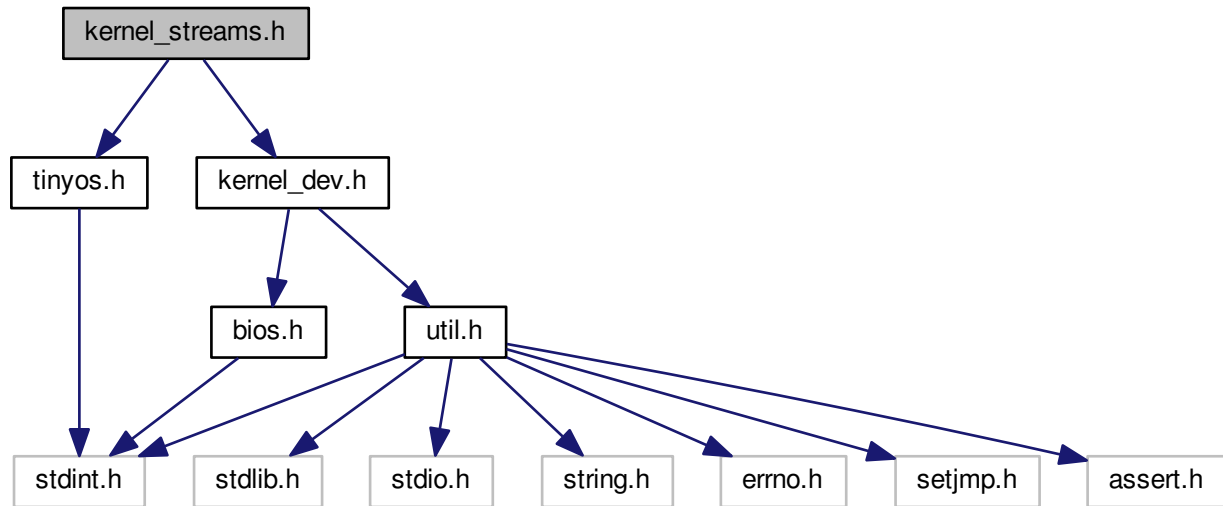 kernel_streams.h
tinyos.h
kernel_dev.h
bios.h
util.h
stdint.h
stdlib.h
stdio.h
string.h
errno.h
setjmp.h
assert.h